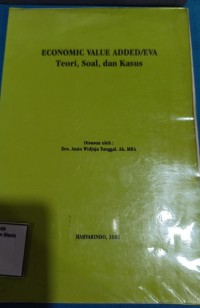 ECONOMIC VALUE ADDED/EVA
Teori, Soal, dan Kasus
Disusun oleh :
Drs. Amin Widjaja Tunggal, Ak. MBA
HARVARINDO,